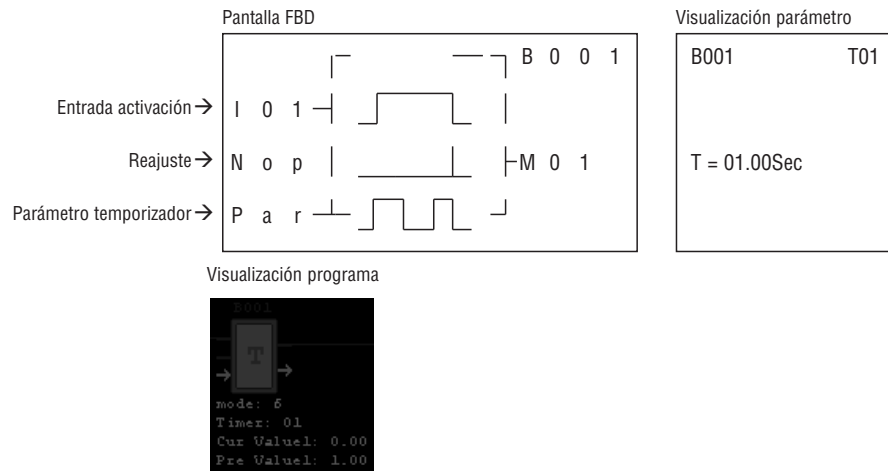 Pantalla FBD
Visualización parámetro
B 0 0 1
B001 T01
Entrada activación → I 0 1
Reajuste → N o p
M 0 1
T = 01.00Sec
Parámetro temporizador → P a r
Visualización programa
B001
T
mode: 6
Timer: 01
Cur Value1: 0.00
Pre Value1: 1.00